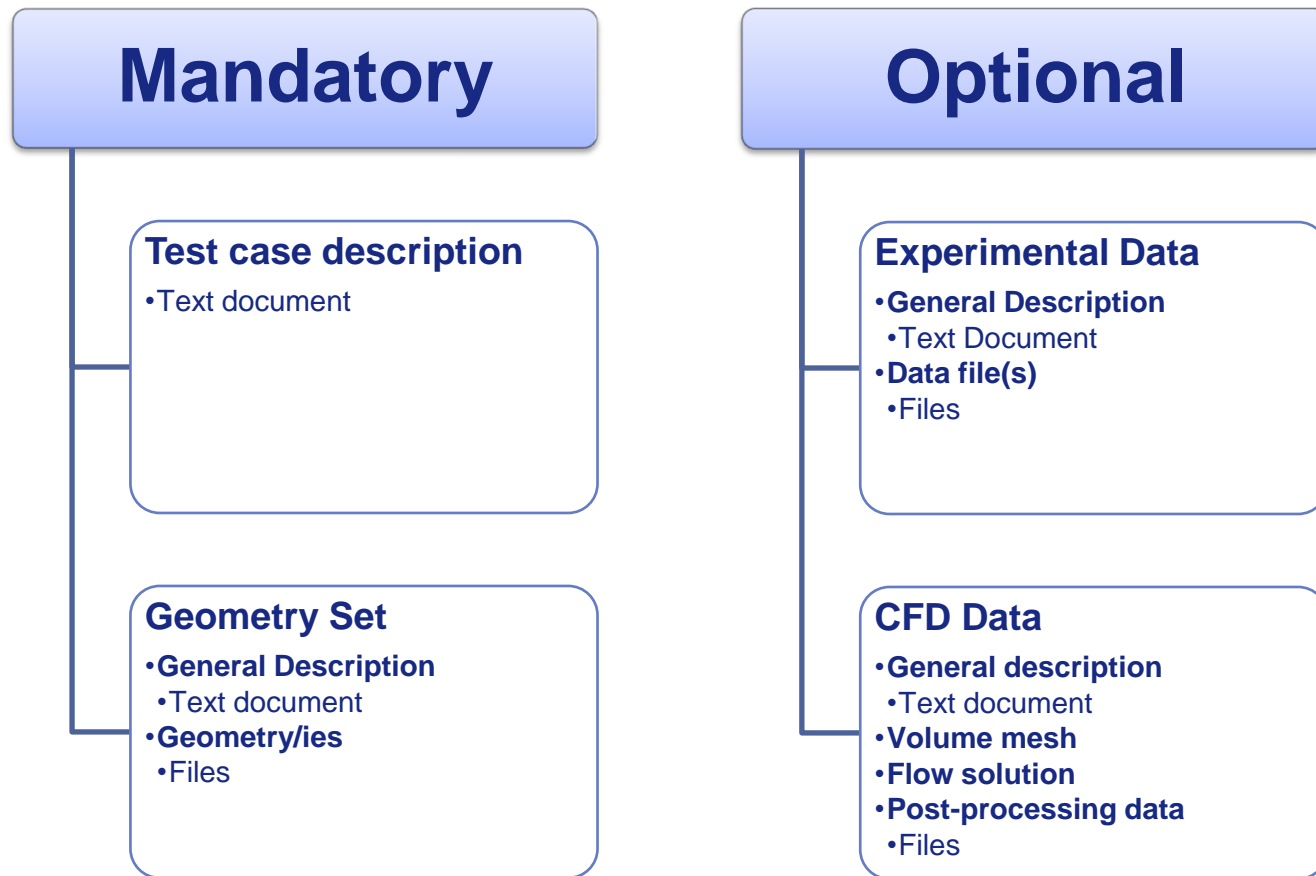 Mandatory
Test case description
•Text document
Geometry Set
•General Description
•Text document
•Geometry/ies
•Files
Optional
Experimental Data
•General Description
•Text Document
•Data file(s)
•Files
CFD Data
•General description
•Text document
•Volume mesh
•Flow solution
•Post-processing data
•Files